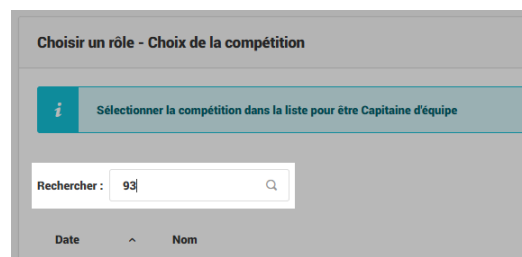 Choisir un rôle - Choix de la compétition
i Sélectionner la compétition dans la liste pour être Capitaine d'équipe
Rechercher : 93
Date Nom